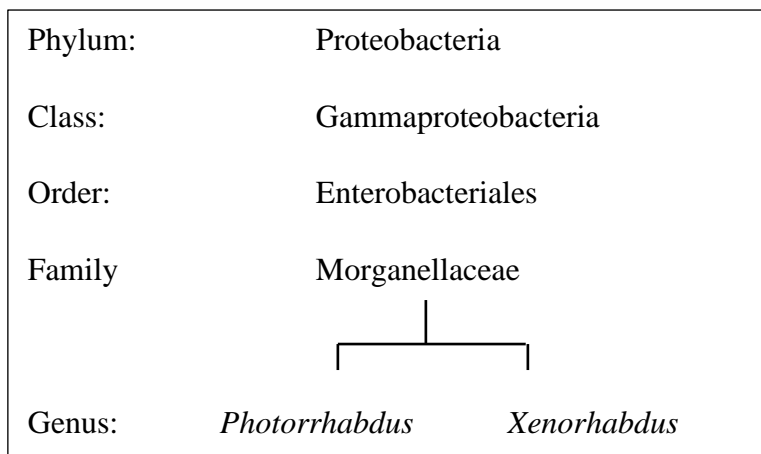 Phylum: Proteobacteria
Class: Gammaproteobacteria
Order: Enterobacteriales
Family Morganellaceae
Genus: Photorrhabdus Xenorhabdus